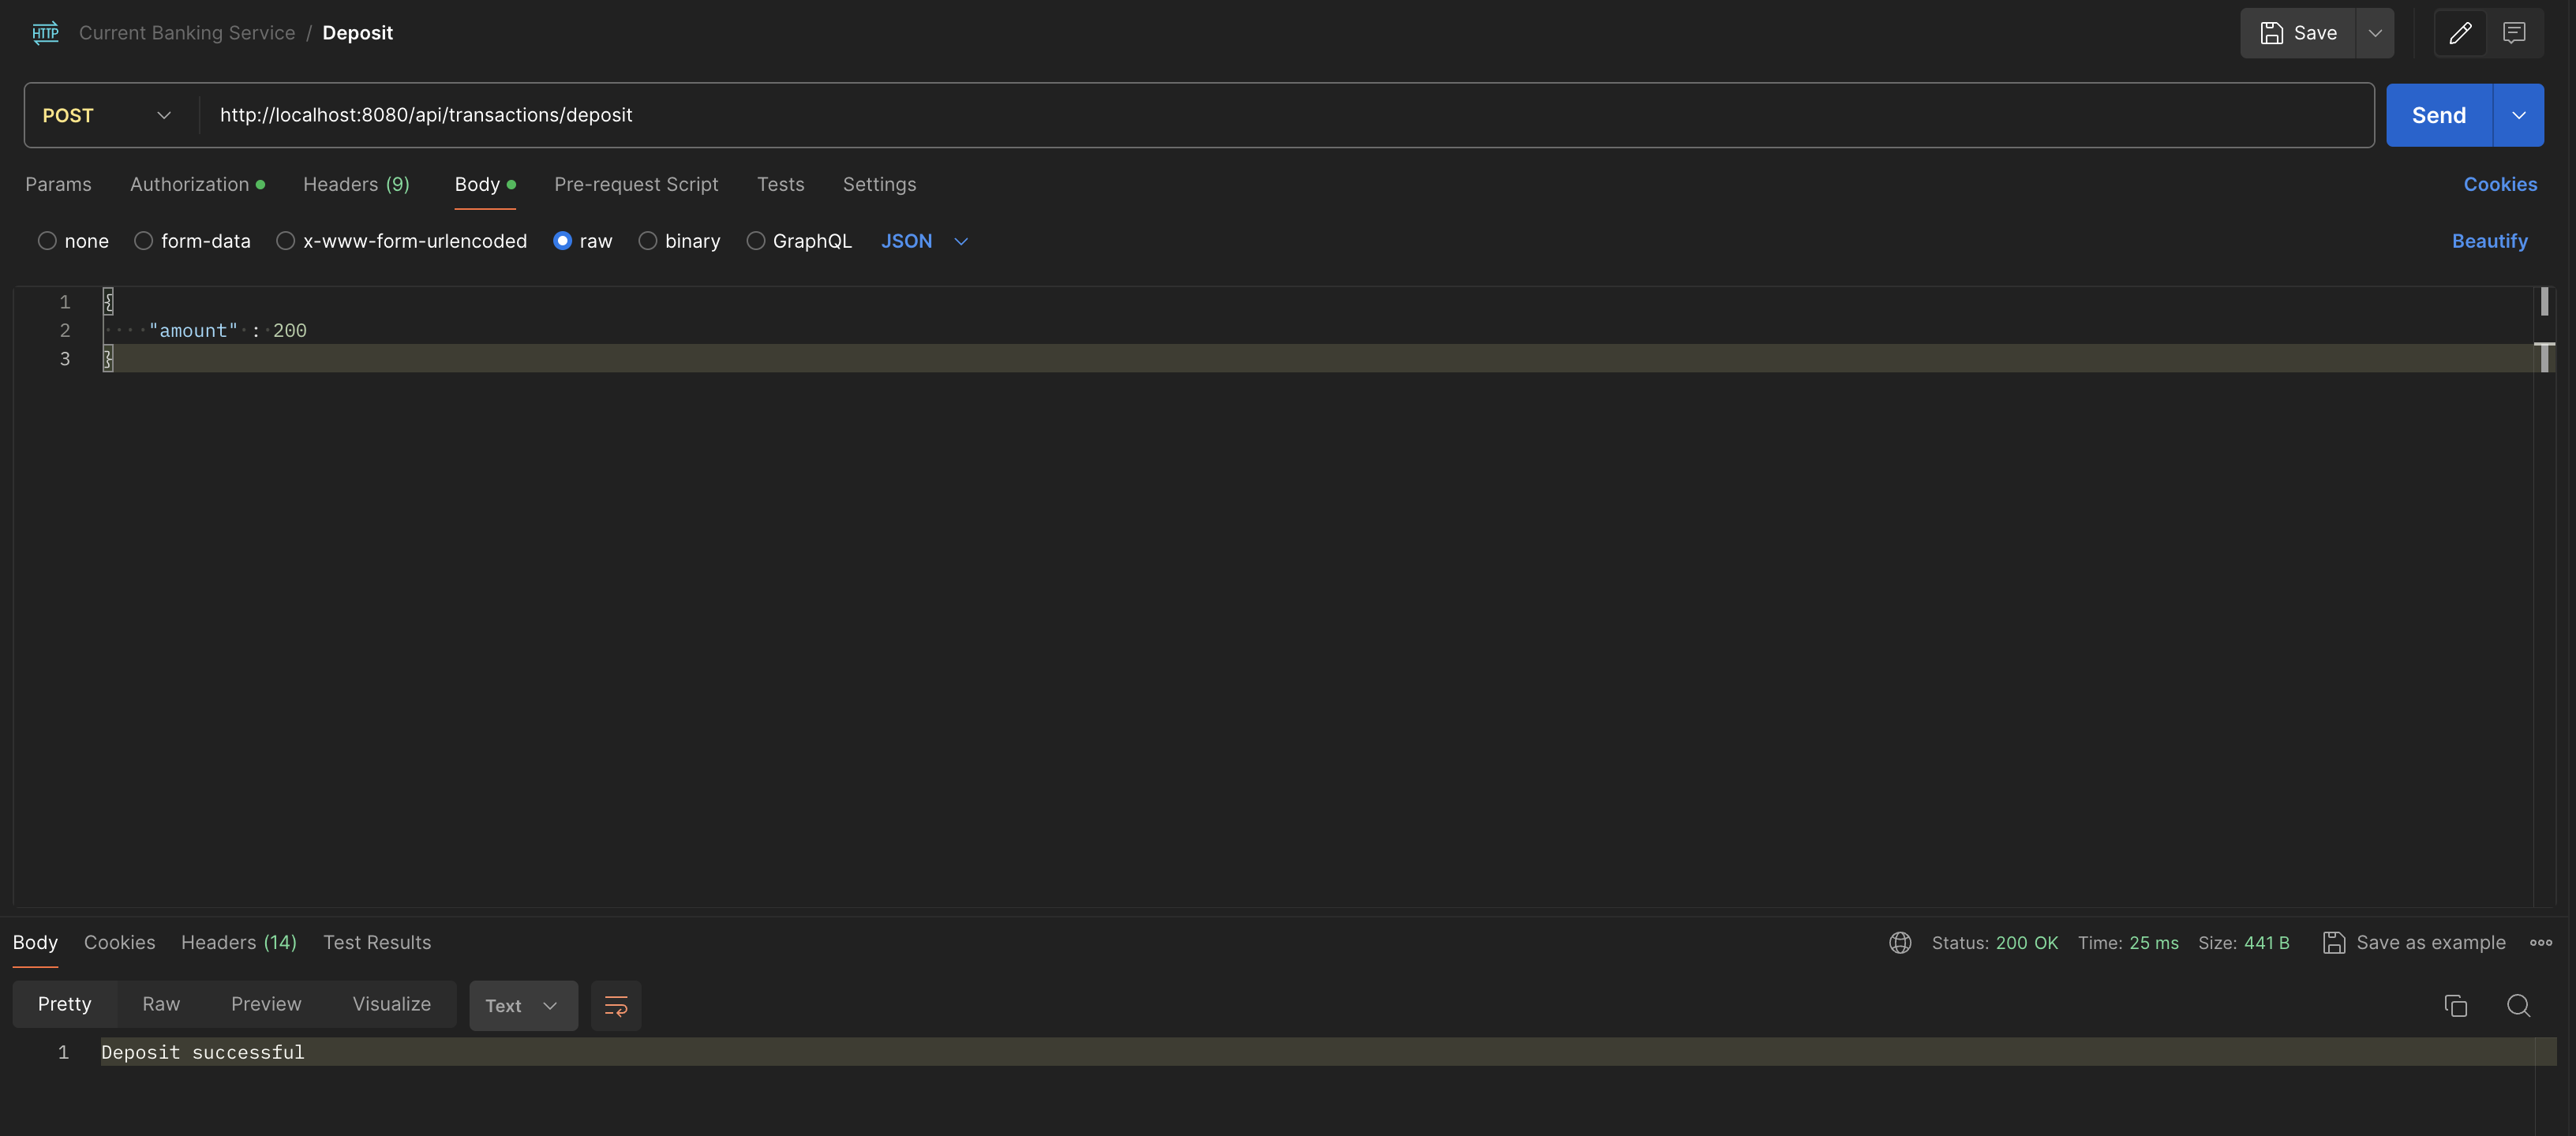 HTTP Current Banking Service / Deposit Save
POST http://localhost:8080/api/transactions/deposit Send
Params Authorization Headers (9) Body Pre-request Script Tests Settings Cookies
none form-data x-www-form-urlencoded raw binary GraphQL JSON Beautify
1 {
2 "amount" : 200
3 }
Body Cookies Headers (14) Test Results Status: 200 OK Time: 25 ms Size: 441 B Save as example
Pretty Raw Preview Visualize Text
1 Deposit successful